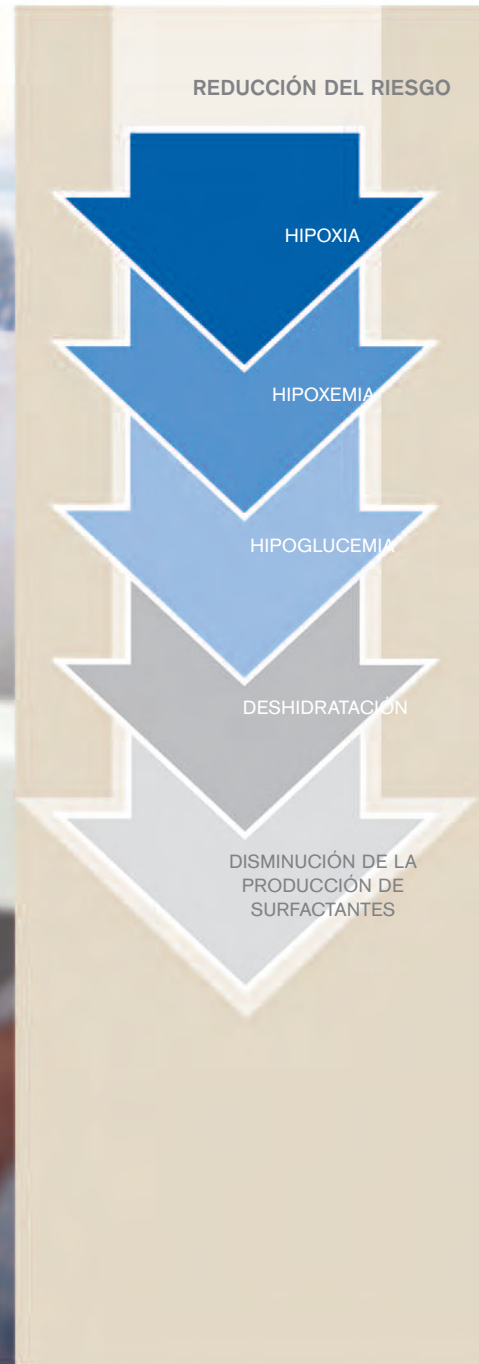 REDUCCIÓN DEL RIESGO
HIPOXIA
HIPOXEMIA
HIPOGLUCEMIA
DESHIDRATACIÓN
DISMINUCIÓN DE LA
PRODUCCIÓN DE
SURFACTANTES